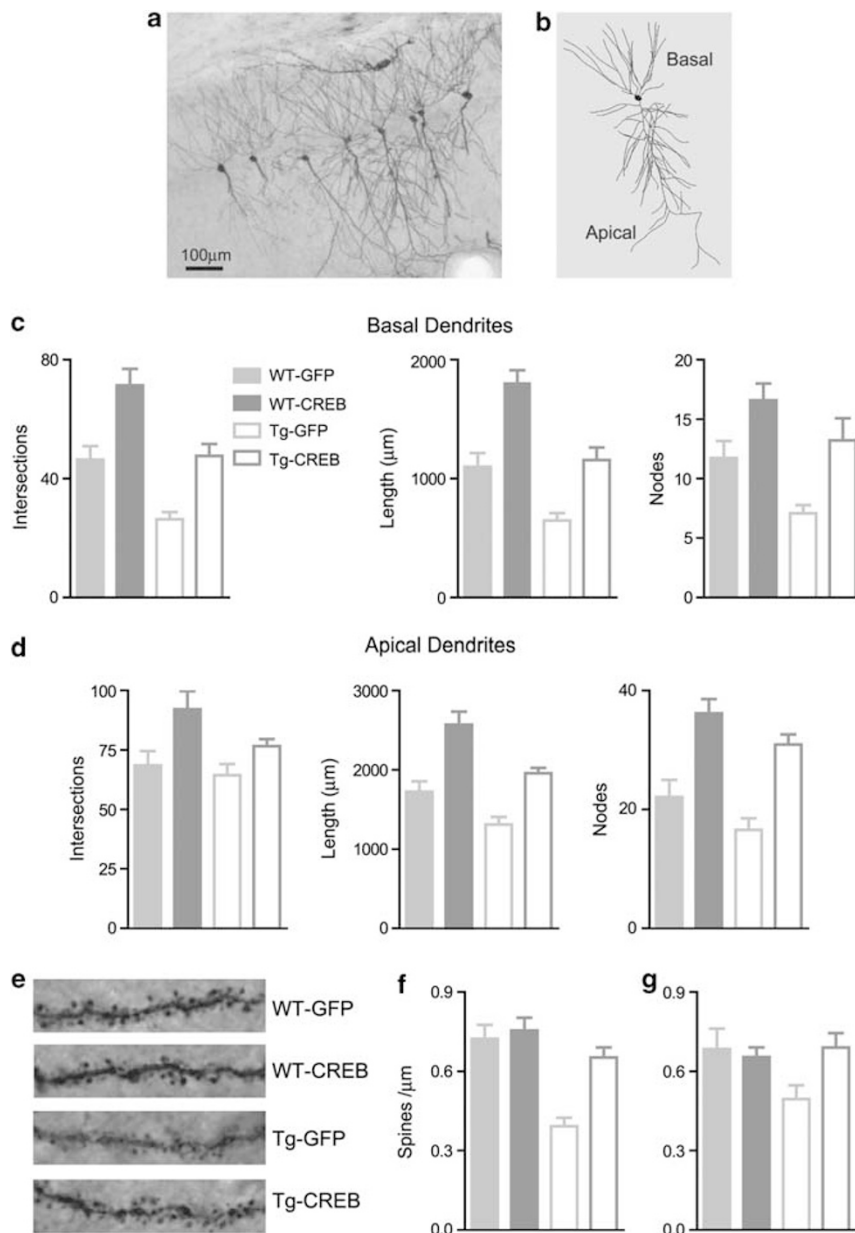 a
b
Basal
Apical
100μm
c
Basal Dendrites
80
40
0
Intersections
WT-GFP
WT-CREB
Tg-GFP
Tg-CREB
2000
1000
0
Length (μm)
20
15
10
5
0
Nodes
d
Apical Dendrites
100
75
50
25
0
Intersections
3000
2000
1000
0
Length (μm)
40
20
0
Nodes
e
WT-GFP
WT-CREB
Tg-GFP
Tg-CREB
f
0.9
0.6
0.3
0.0
Spines /μm
g
0.9
0.6
0.3
0.0